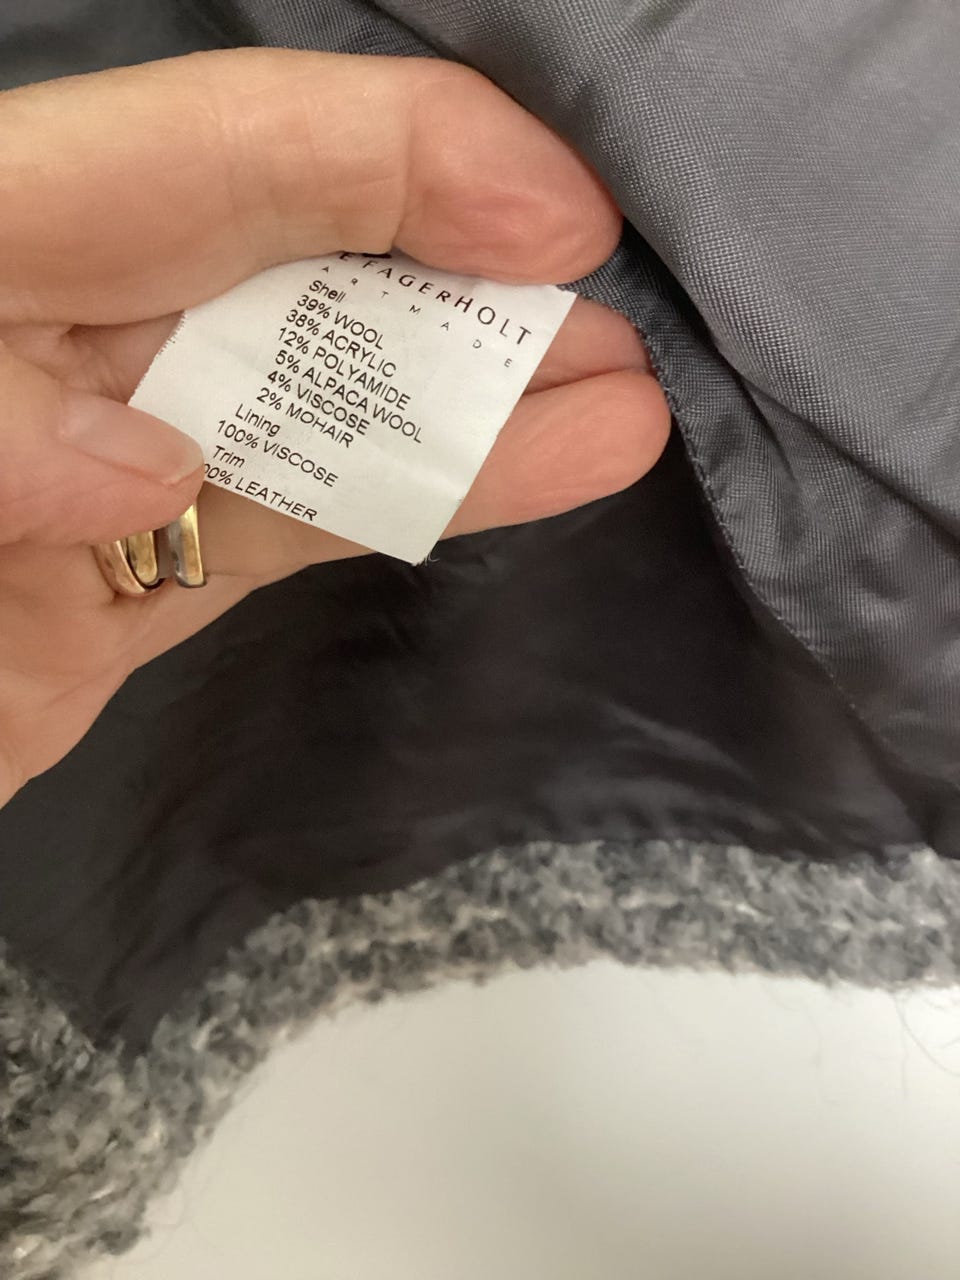 E FAGERHOLT
ARTMADE
Shell
39% WOOL
38% ACRYLIC
12% POLYAMIDE
5% ALPACA WOOL
4% VISCOSE
2% MOHAIR
Lining
100% VISCOSE
Trim
00% LEATHER